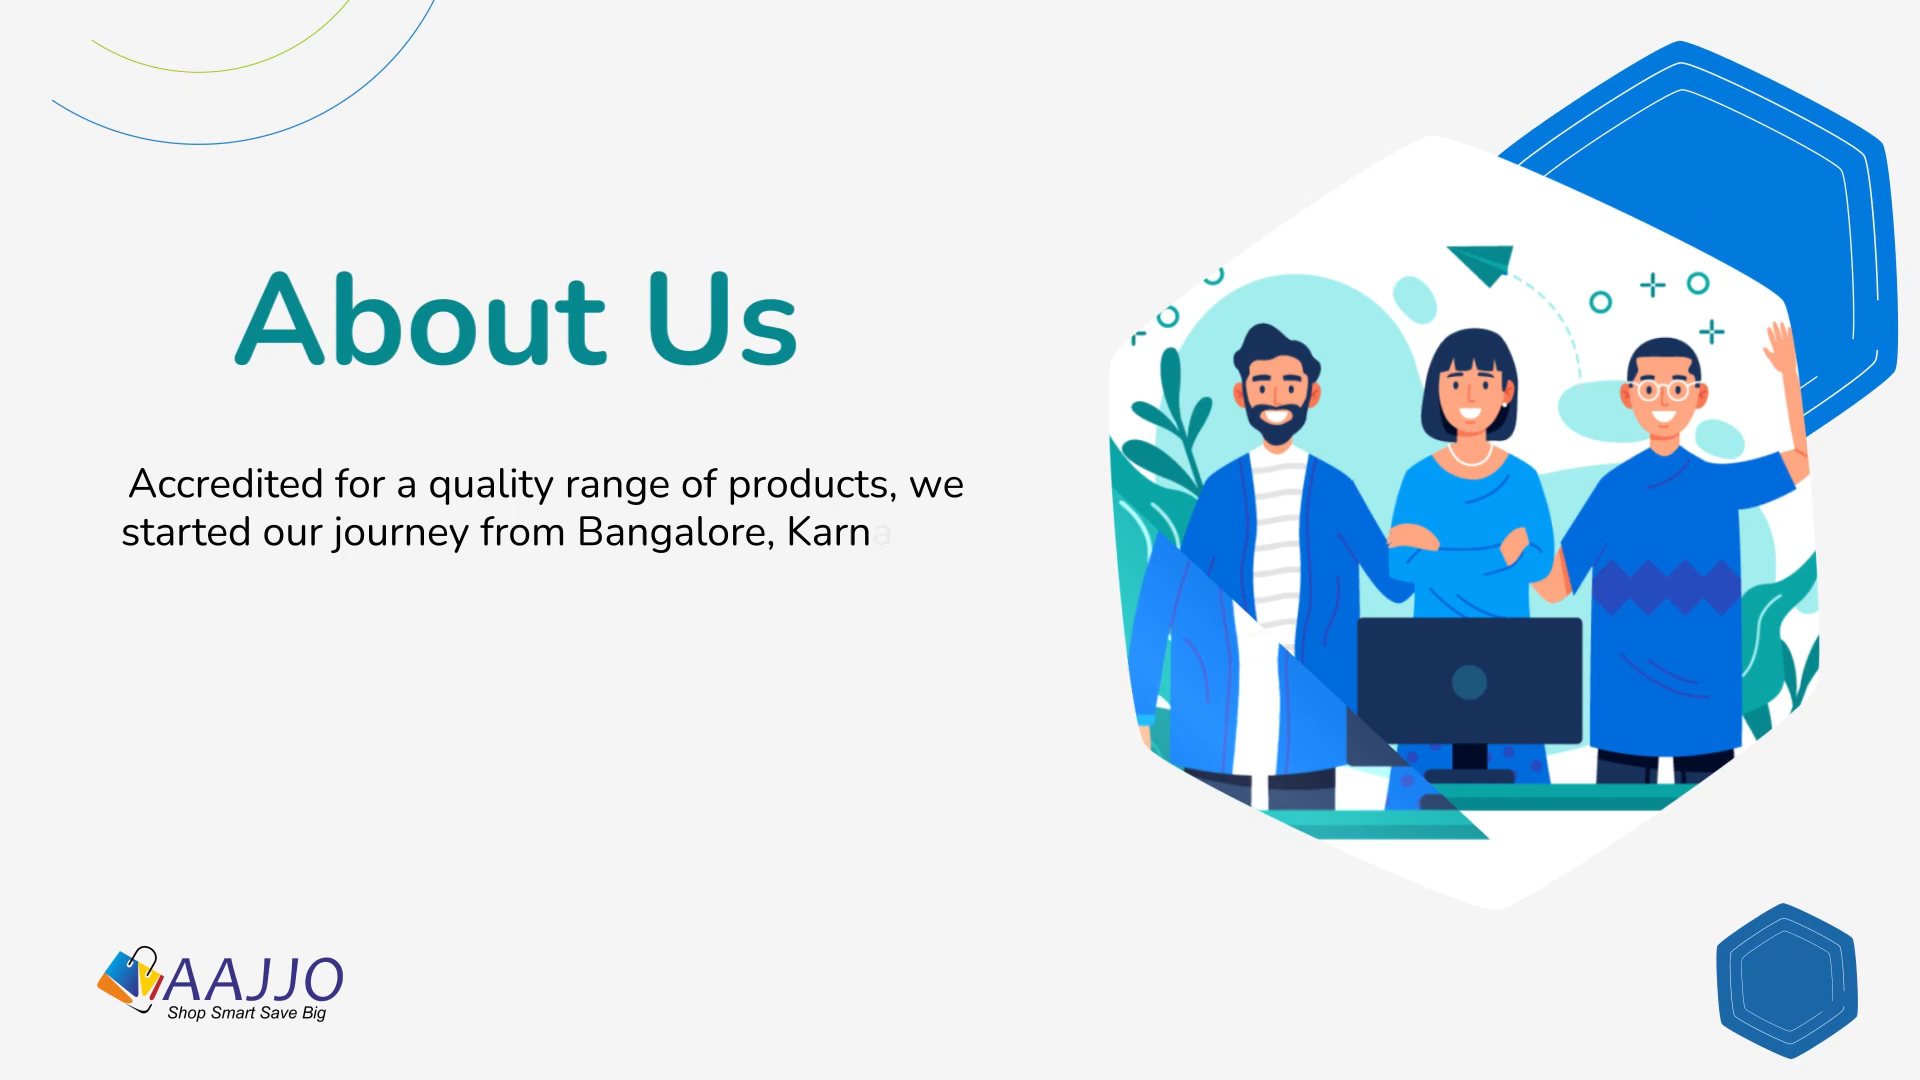 About Us
Accredited for a quality range of products, we
started our journey from Bangalore, Karna
AAJJO
Shop Smart Save Big